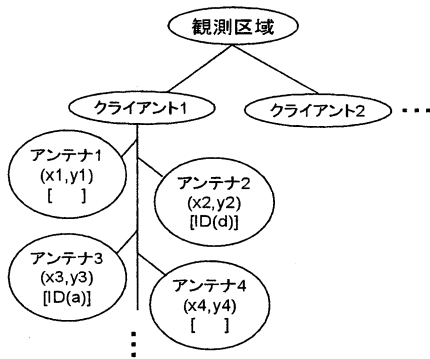 観測区域
クライアント1
クライアント2
アンテナ1
(x1,y1)
[ ]
アンテナ2
(x2,y2)
[ID(d)]
アンテナ3
(x3,y3)
[ID(a)]
アンテナ4
(x4,y4)
[ ]